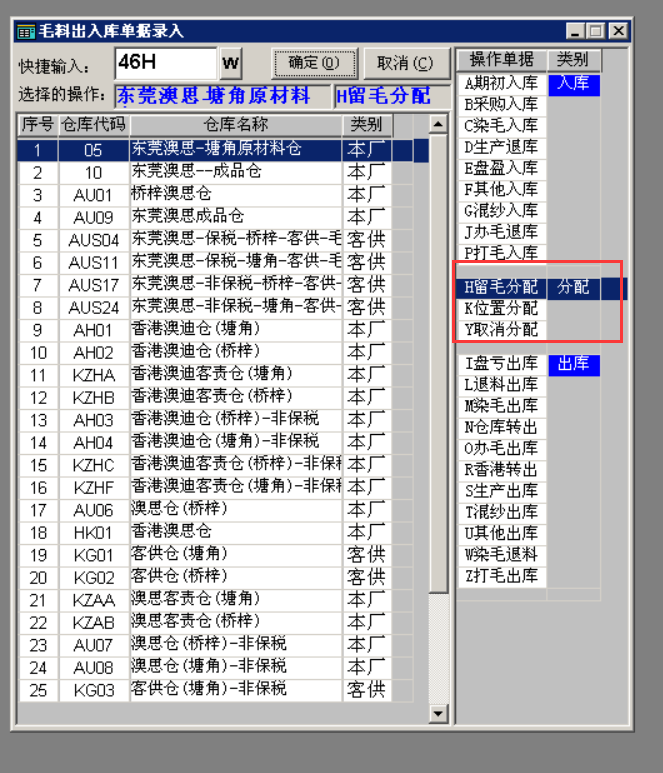 毛料出入库单据录入
快捷输入: 46H W 确定(O) 取消(C)
选择的操作: 东莞澳思-塘角原材料 H留毛分配
序号 仓库代码 仓库名称 类别
1 05 东莞澳思-塘角原材料仓 本厂
2 10 东莞澳思--成品仓 本厂
3 AU01 桥梓澳思仓 本厂
4 AU09 东莞澳思成品仓 本厂
5 AUS04 东莞澳思-保税-桥梓-客供-毛 客供
6 AUS11 东莞澳思-保税-塘角-客供-毛 客供
7 AUS17 东莞澳思-非保税-桥梓-客供- 客供
8 AUS24 东莞澳思-非保税-塘角-客供- 客供
9 AH01 香港澳迪仓(塘角) 本厂
10 AH02 香港澳迪仓(桥梓) 本厂
11 KZHA 香港澳迪客责仓(塘角) 本厂
12 KZHB 香港澳迪客责仓(桥梓) 本厂
13 AH03 香港澳迪仓(桥梓)-非保税 本厂
14 AH04 香港澳迪仓(塘角)-非保税 本厂
15 KZHC 香港澳迪客责仓(桥梓)-非保税 本厂
16 KZHF 香港澳迪客责仓(塘角)-非保税 本厂
17 AU06 澳思仓(桥梓) 本厂
18 HK01 香港澳思仓 本厂
19 KG01 客供仓(塘角) 客供
20 KG02 客供仓(桥梓) 客供
21 KZAA 澳思客责仓(塘角) 本厂
22 KZAB 澳思客责仓(桥梓) 本厂
23 AU07 澳思仓(桥梓)-非保税 本厂
24 AU08 澳思仓(塘角)-非保税 本厂
25 KG03 客供仓(塘角)-非保税 客供
操作单据 类别
A期初入库 入库
B采购入库
C染毛入库
D生产退库
E盘盈入库
F其他入库
G混纱入库
J办毛退库
P打毛入库
H留毛分配 分配
K位置分配
Y取消分配
I盘亏出库 出库
L退料出库
M染毛出库
N仓库转出
O办毛出库
R香港转出
S生产出库
T混纱出库
U其他出库
W染毛退料
Z打毛出库